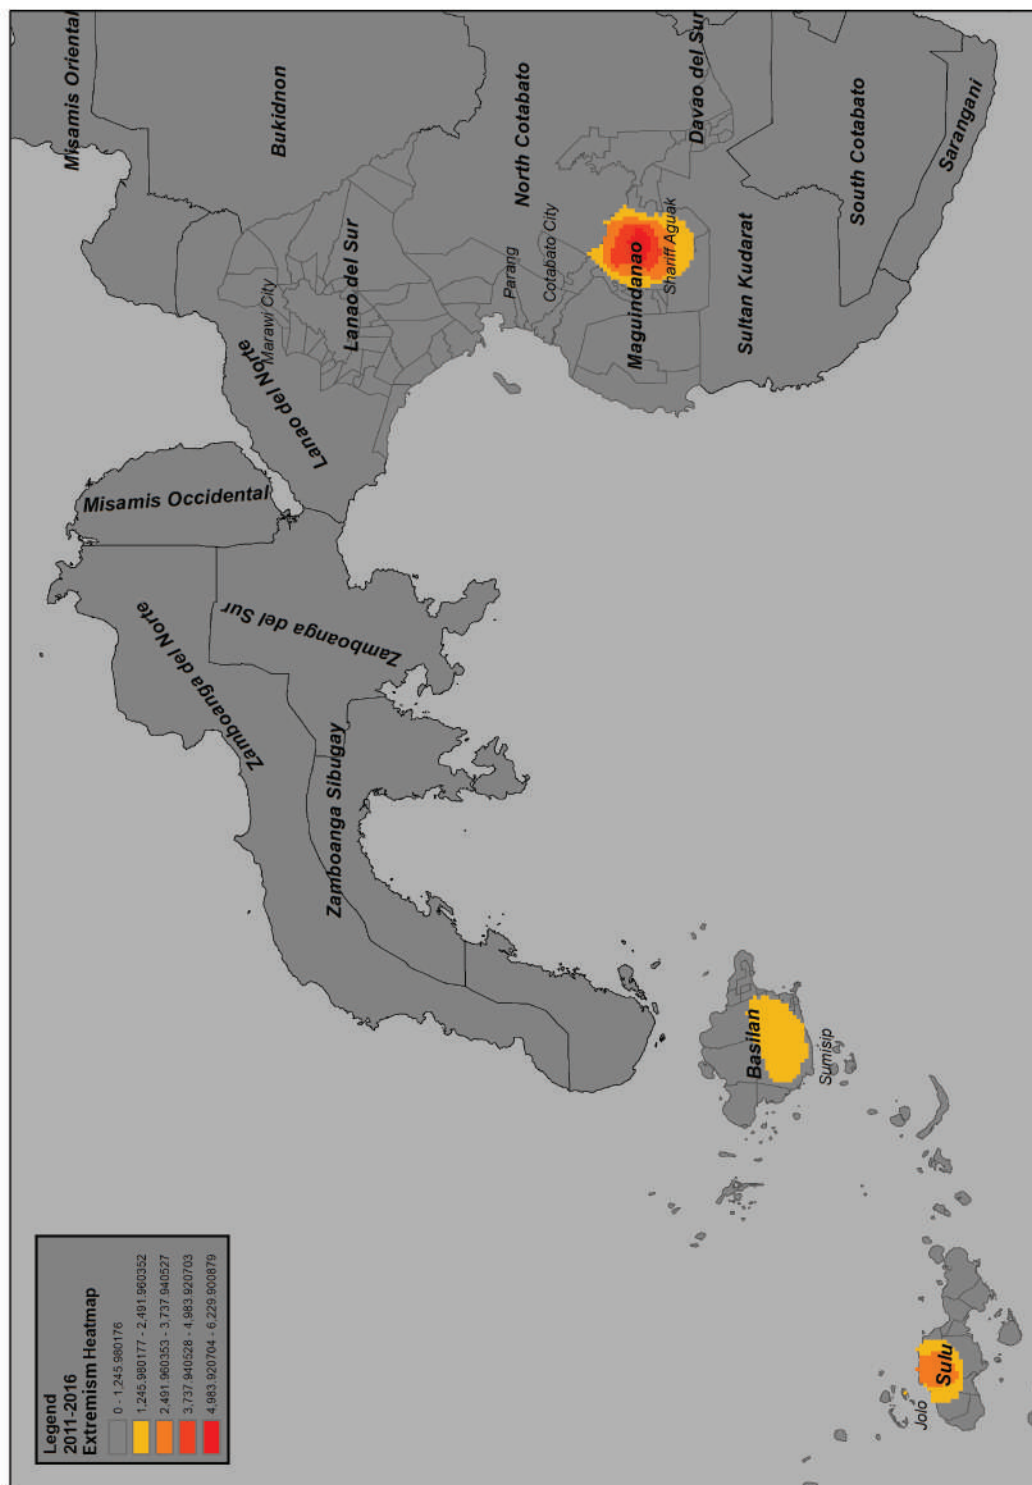 Legend
2011-2016
Extremism Heatmap
0 - 1,245.980176
1,245.980177 - 2,491.960352
2,491.960353 - 3,737.940527
3,737.940528 - 4,983.920703
4,983.920704 - 6,229.900879
Misamis Oriental
Misamis Occidental
Zamboanga del Norte
Bukidnon
Marawi City
Lanao del Norte
Zamboanga del Sur
Lanao del Sur
Zamboanga Sibugay
North Cotabato
Parang
Cotabato City
Maguindanao
Shariff Aguak
Davao del Sur
Sultan Kudarat
Basilan
Sumisip
South Cotabato
Sarangani
Jolo
Sulu